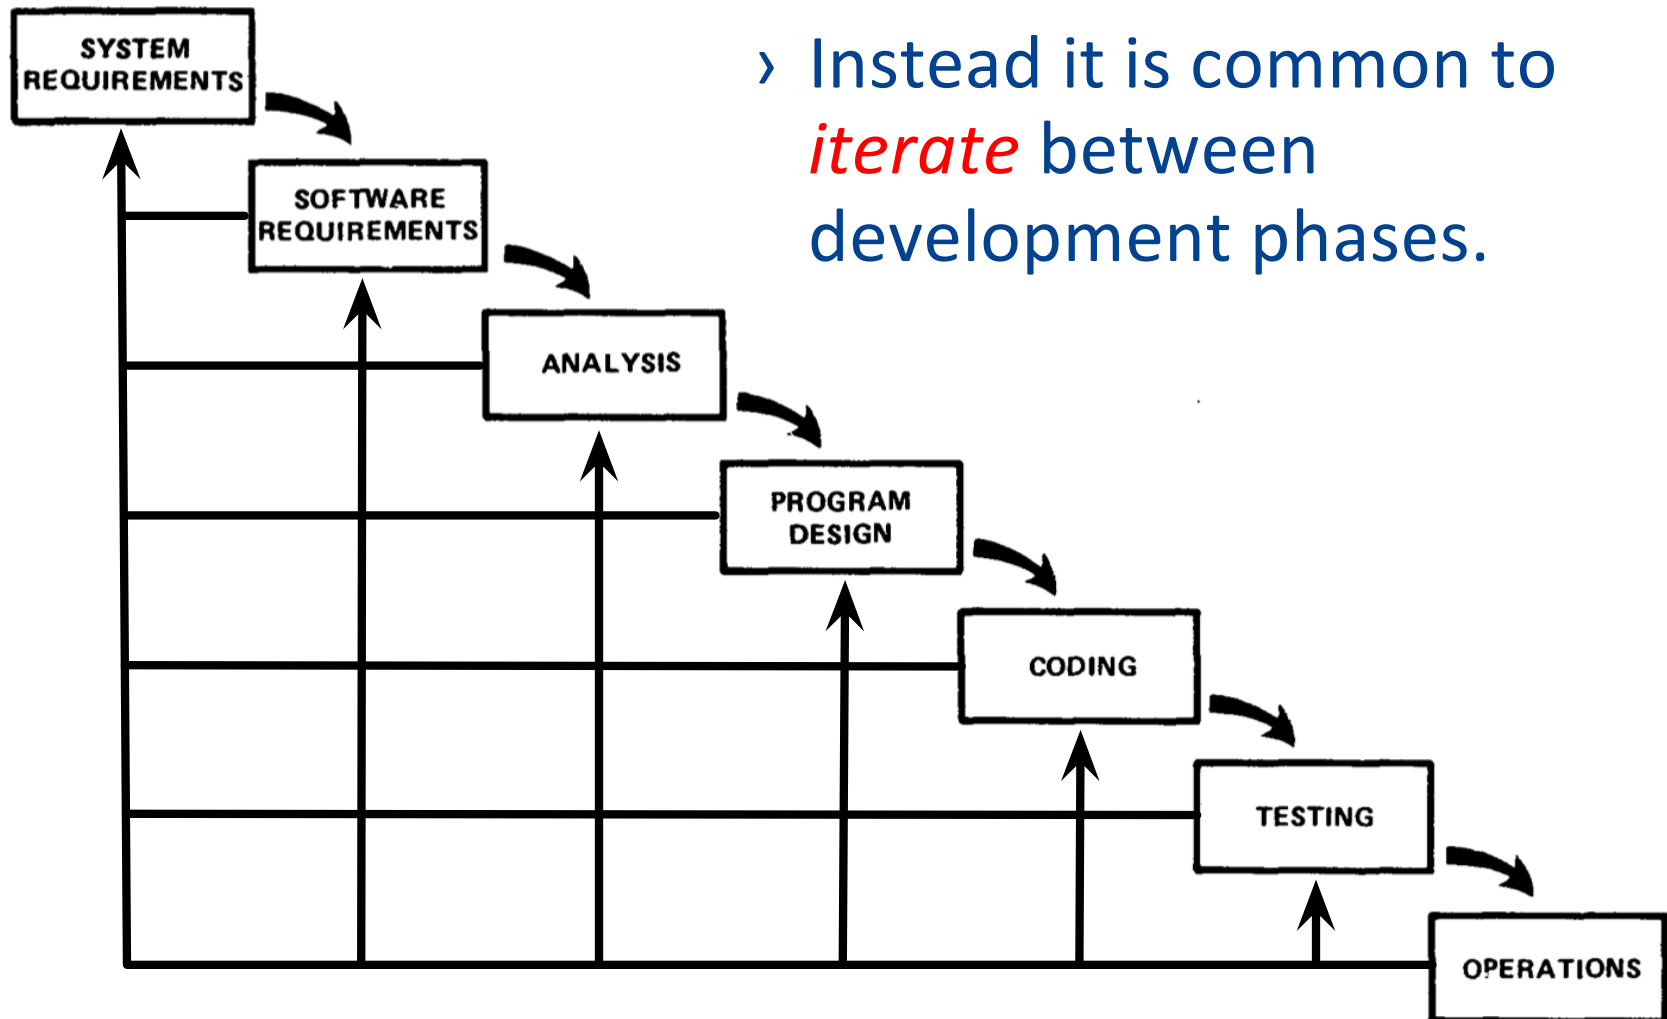 SYSTEM
REQUIREMENTS
› Instead it is common to
iterate between
development phases.
SOFTWARE
REQUIREMENTS
ANALYSIS
PROGRAM
DESIGN
CODING
TESTING
OPERATIONS